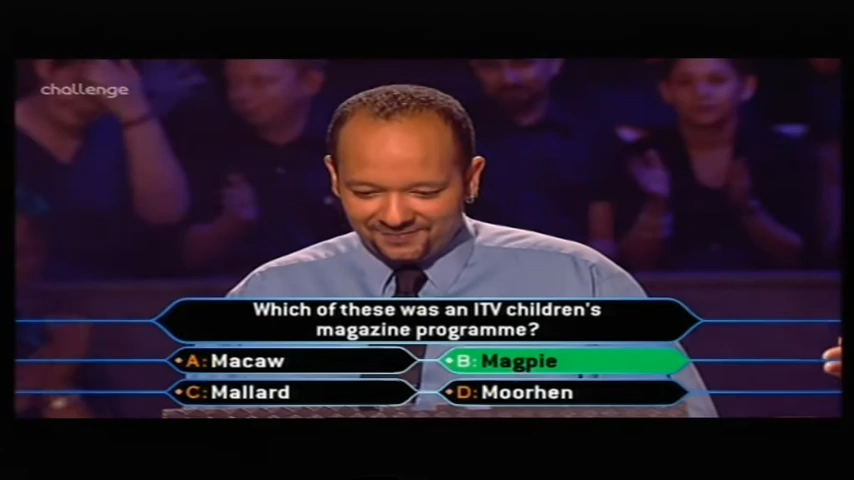 challenge
Which of these was an ITV children's
magazine programme?
A: Macaw
B: Magpie
C: Mallard
D: Moorhen